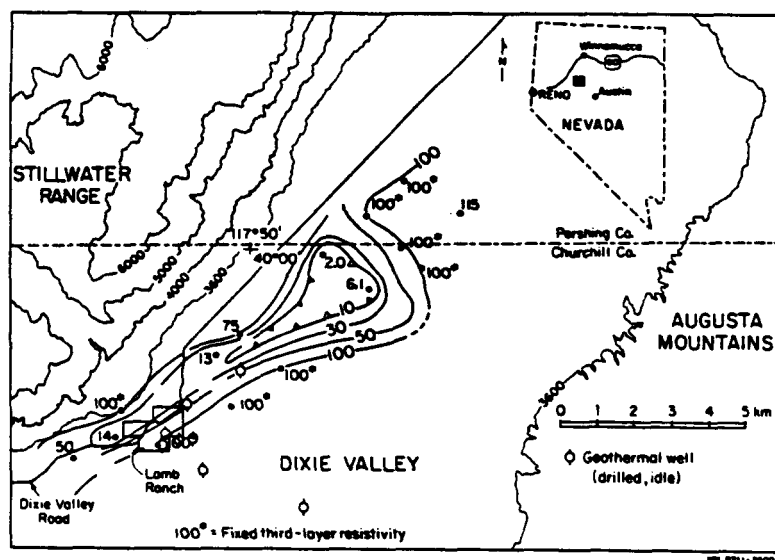 6000
Winnemucca
80
N
RENO
Austin
NEVADA
STILLWATER
RANGE
100
100*
100*
115
117°50'
40°00'
Pershing Co.
Churchill Co.
100*
100*
6000
5000
4000
3600
2.0
6.1
10
30
50
100
75
13*
100*
100*
100*
14
50
AUGUSTA
MOUNTAINS
3600
0 1 2 3 4 5 km
Geothermal well
(drilled, idle)
DIXIE VALLEY
Lamb
Ranch
Dixie Valley
Road
100* = Fixed third-layer resistivity